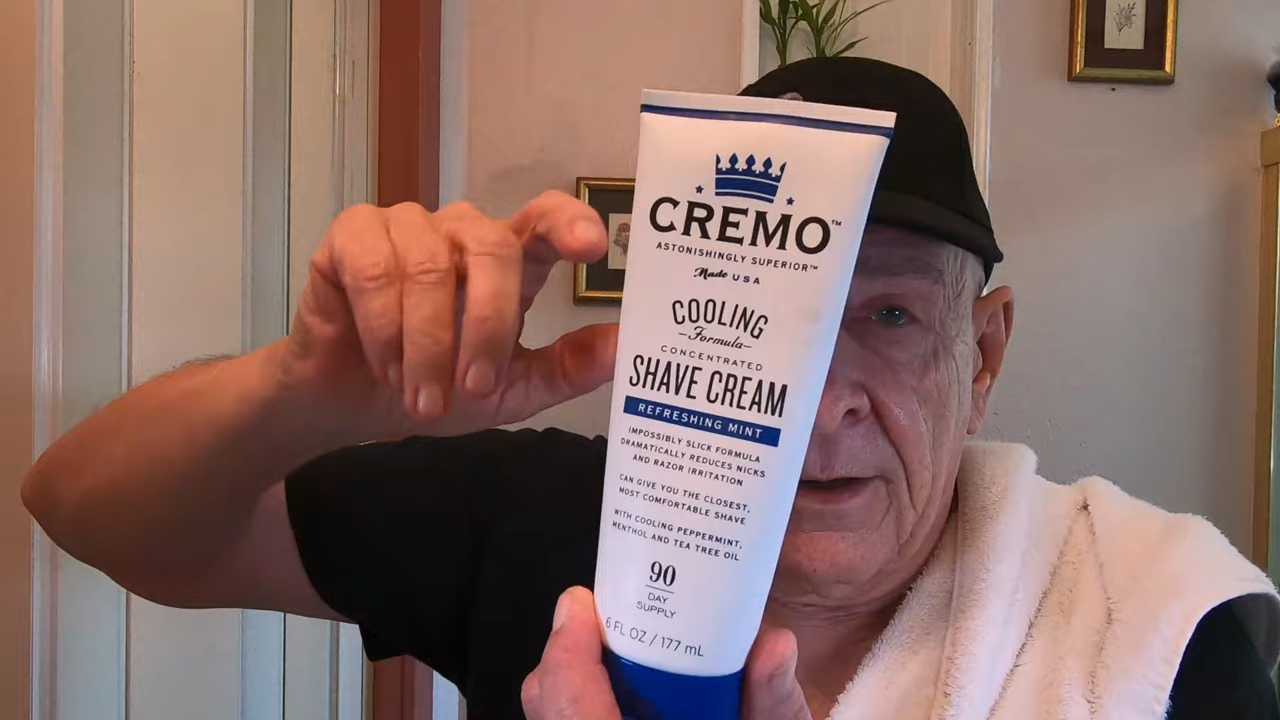 CREMO™
ASTONISHINGLY SUPERIOR™
Made USA
COOLING
Formula
CONCENTRATED
SHAVE CREAM
REFRESHING MINT
IMPOSSIBLY SLICK FORMULA
DRAMATICALLY REDUCES NICKS
AND RAZOR IRRITATION
CAN GIVE YOU THE CLOSEST,
MOST COMFORTABLE SHAVE
WITH COOLING PEPPERMINT,
MENTHOL AND TEA TREE OIL
90
DAY
SUPPLY
6 FL OZ / 177 mL